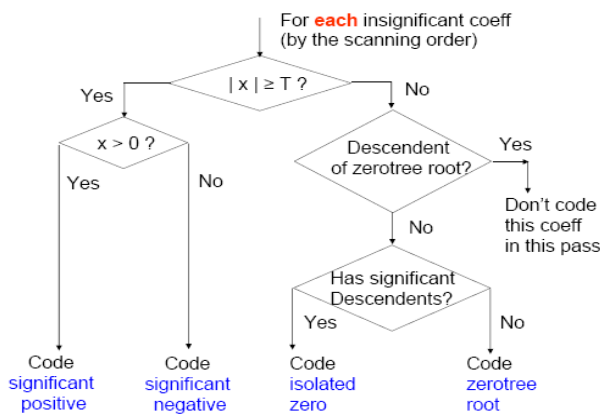 For each insignificant coeff
(by the scanning order)
| x | ≥ T ?
Yes
No
x > 0 ?
Descendent
of zerotree root?
Yes
Yes
No
Don't code
this coeff
in this pass
No
Has significant
Descendents?
Yes
No
Code
significant
positive
Code
significant
negative
Code
isolated
zero
Code
zerotree
root